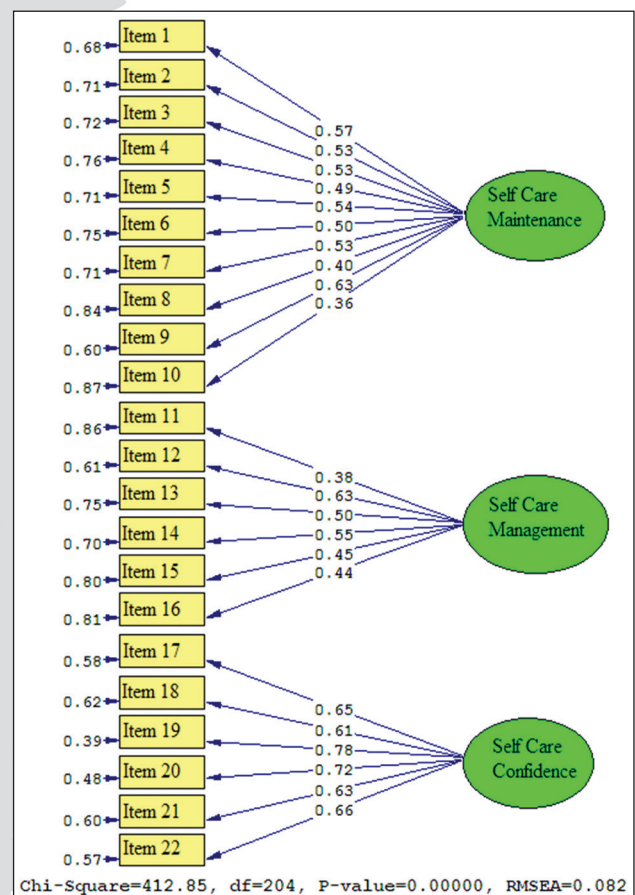 0.68 Item 1
0.71 Item 2
0.72 Item 3
0.76 Item 4
0.71 Item 5
0.75 Item 6
0.71 Item 7
0.84 Item 8
0.60 Item 9
0.87 Item 10
0.57
0.53
0.53
0.49
0.54
0.50
0.53
0.40
0.63
0.36
Self Care
Maintenance
0.86 Item 11
0.61 Item 12
0.75 Item 13
0.70 Item 14
0.80 Item 15
0.81 Item 16
0.38
0.63
0.50
0.55
0.45
0.44
Self Care
Management
0.58 Item 17
0.62 Item 18
0.39 Item 19
0.48 Item 20
0.60 Item 21
0.57 Item 22
0.65
0.61
0.78
0.72
0.63
0.66
Self Care
Confidence
Chi-Square=412.85, df=204, P-value=0.00000, RMSEA=0.082